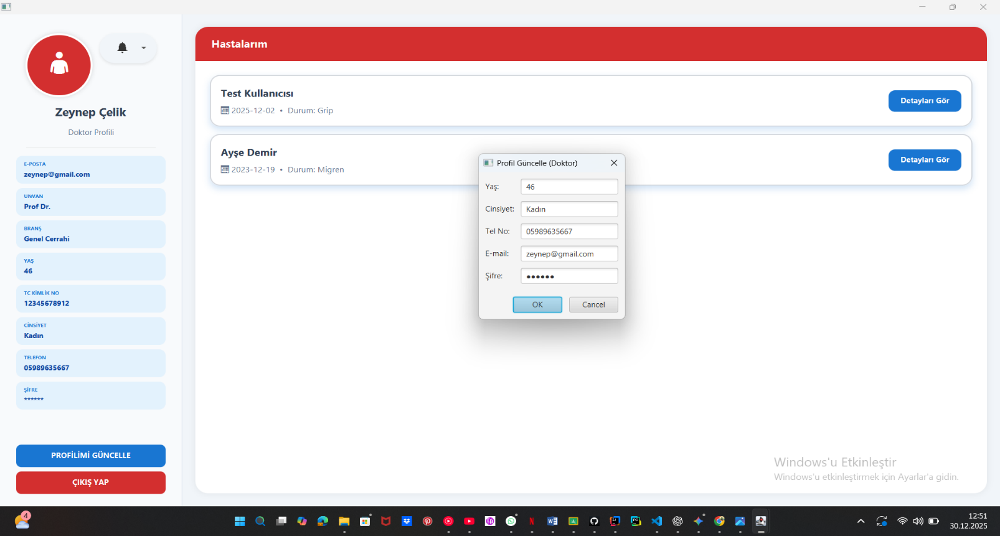 Zeynep Çelik
Doktor Profili
E-POSTA
zeynep@gmail.com
UNVAN
Prof Dr.
BRANŞ
Genel Cerrahi
YAŞ
46
TC KİMLİK NO
12345678912
CİNSİYET
Kadın
TELEFON
05989635667
ŞİFRE
******
PROFİLİMİ GÜNCELLE
ÇIKIŞ YAP
Hastalarım
Test Kullanıcısı
2025-12-02 • Durum: Grip
Detayları Gör
Ayşe Demir
2023-12-19 • Durum: Migren
Detayları Gör
Profil Güncelle (Doktor)
Yaş: 46
Cinsiyet: Kadın
Tel No: 05989635667
E-mail: zeynep@gmail.com
Şifre: ●●●●●●
OK Cancel
Windows'u Etkinleştir
Windows'u etkinleştirmek için Ayarlar'a gidin.
4
12:51
30.12.2025